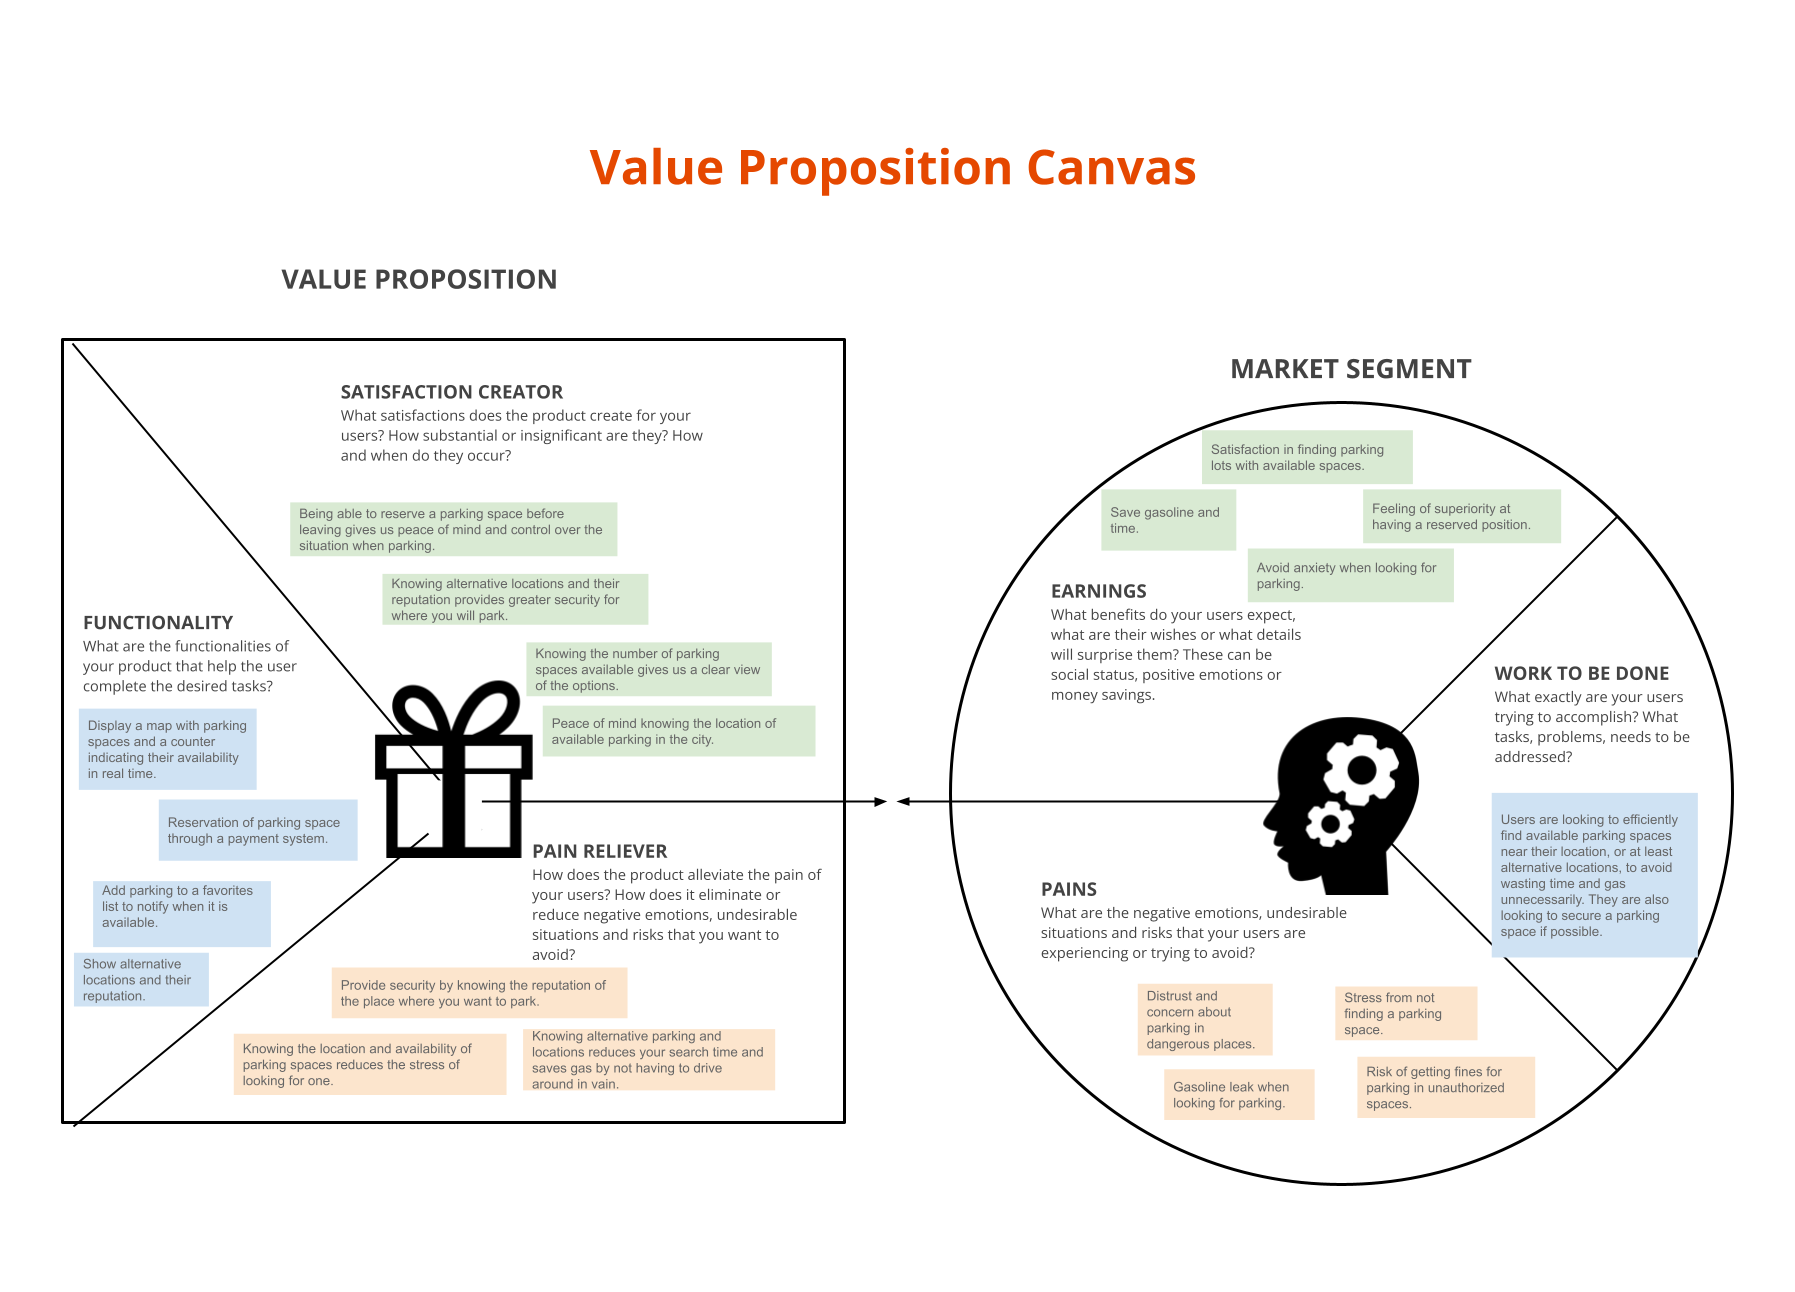 Value Proposition Canvas
VALUE PROPOSITION
SATISFACTION CREATOR
What satisfactions does the product create for your
users? How substantial or insignificant are they? How
and when do they occur?
Being able to reserve a parking space before
leaving gives us peace of mind and control over the
situation when parking.
Knowing alternative locations and their
reputation provides greater security for
where you will park.
Knowing the number of parking
spaces available gives us a clear view
of the options.
Peace of mind knowing the location of
available parking in the city.
FUNCTIONALITY
What are the functionalities of
your product that help the user
complete the desired tasks?
Display a map with parking
spaces and a counter
indicating their availability
in real time.
Reservation of parking space
through a payment system.
Add parking to a favorites
list to notify when it is
available.
Show alternative
locations and their
reputation.
PAIN RELIEVER
How does the product alleviate the pain of
your users? How does it eliminate or
reduce negative emotions, undesirable
situations and risks that you want to
avoid?
Provide security by knowing the reputation of
the place where you want to park.
Knowing the location and availability of
parking spaces reduces the stress of
looking for one.
Knowing alternative parking and
locations reduces your search time and
saves gas by not having to drive
around in vain.
MARKET SEGMENT
Satisfaction in finding parking
lots with available spaces.
Save gasoline and
time.
Feeling of superiority at
having a reserved position.
Avoid anxiety when looking for
parking.
EARNINGS
What benefits do your users expect,
what are their wishes or what details
will surprise them? These can be
social status, positive emotions or
money savings.
WORK TO BE DONE
What exactly are your users
trying to accomplish? What
tasks, problems, needs to be
addressed?
Users are looking to efficiently
find available parking spaces
near their location, or at least
alternative locations, to avoid
wasting time and gas
unnecessarily. They are also
looking to secure a parking
space if possible.
PAINS
What are the negative emotions, undesirable
situations and risks that your users are
experiencing or trying to avoid?
Distrust and
concern about
parking in
dangerous places.
Stress from not
finding a parking
space.
Gasoline leak when
looking for parking.
Risk of getting fines for
parking in unauthorized
spaces.